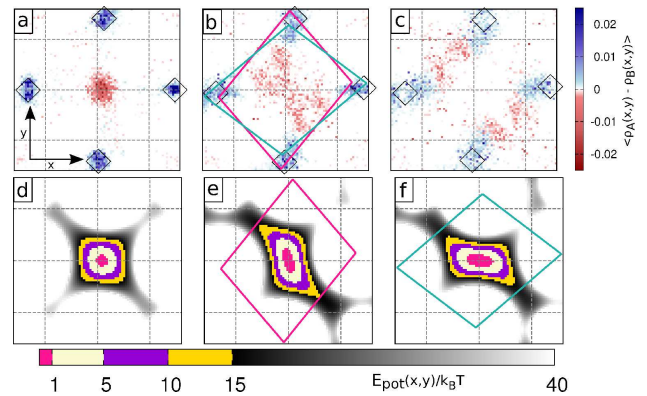 a
b
c
y
x
0.02
0.01
0
-0.01
-0.02
<ρA(x,y) - ρB(x,y)>
d
e
f
1 5 10 15 40
Epot(x,y)/kBT